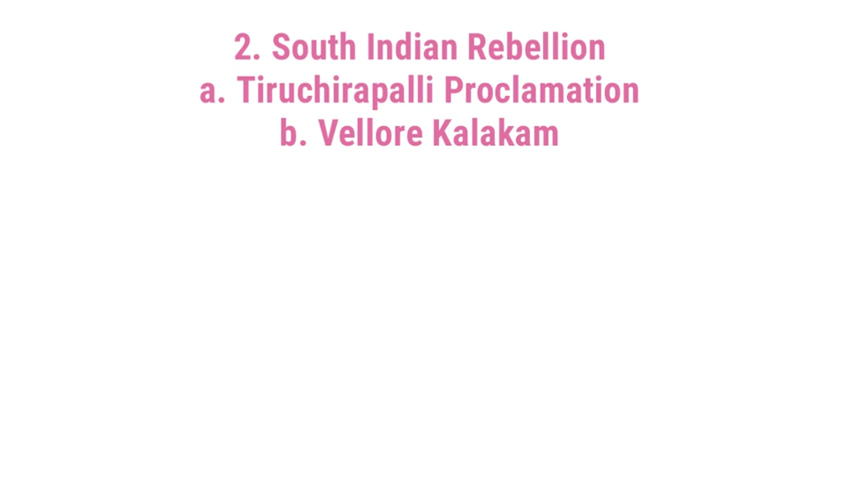 2. South Indian Rebellion
a. Tiruchirapalli Proclamation
b. Vellore Kalakam